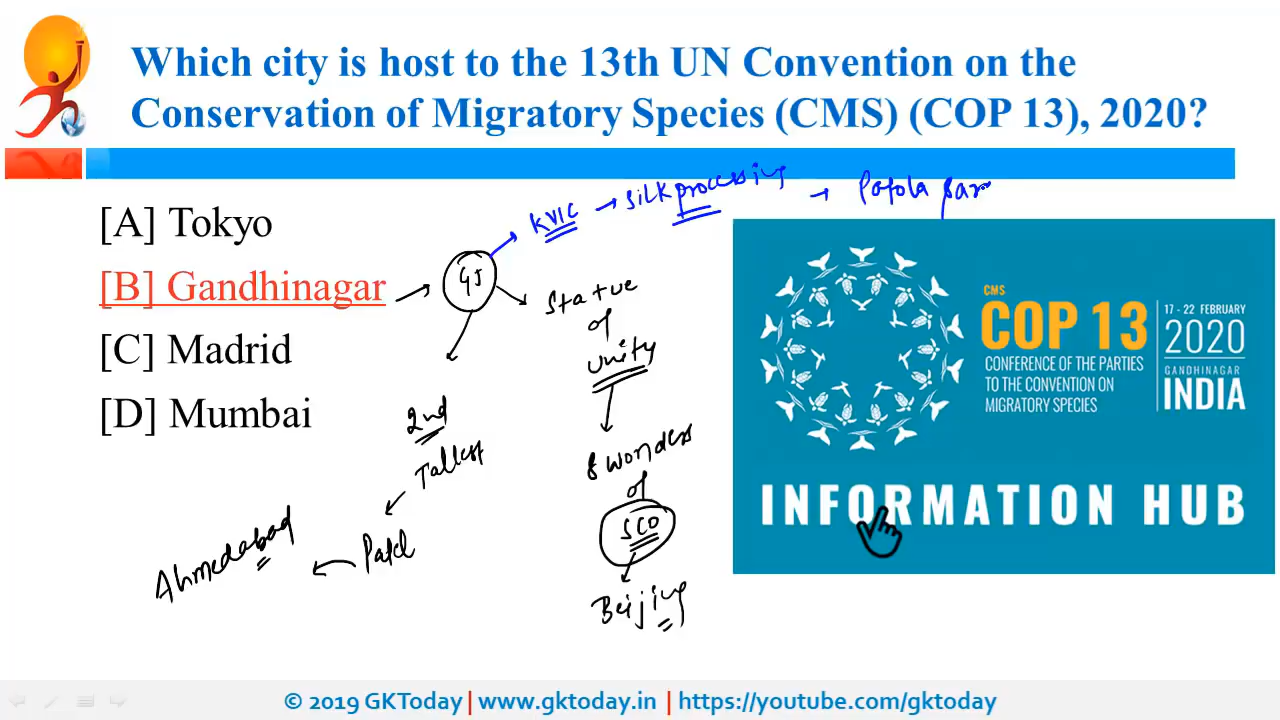 Which city is host to the 13th UN Convention on the
Conservation of Migratory Species (CMS) (COP 13), 2020?
[A] Tokyo
[B] Gandhinagar
[C] Madrid
[D] Mumbai
GJ
KVIC → Silk processing → Patola Sar
Statue
of
unity
8 wonders
of
SCO
Beijing
2nd
Tallest
Patel
Ahmedabad
CMS
COP 13
CONFERENCE OF THE PARTIES
TO THE CONVENTION ON
MIGRATORY SPECIES
17 - 22 FEBRUARY
2020
GANDHINAGAR
INDIA
INFORMATION HUB
© 2019 GKToday | www.gktoday.in | https://youtube.com/gktoday